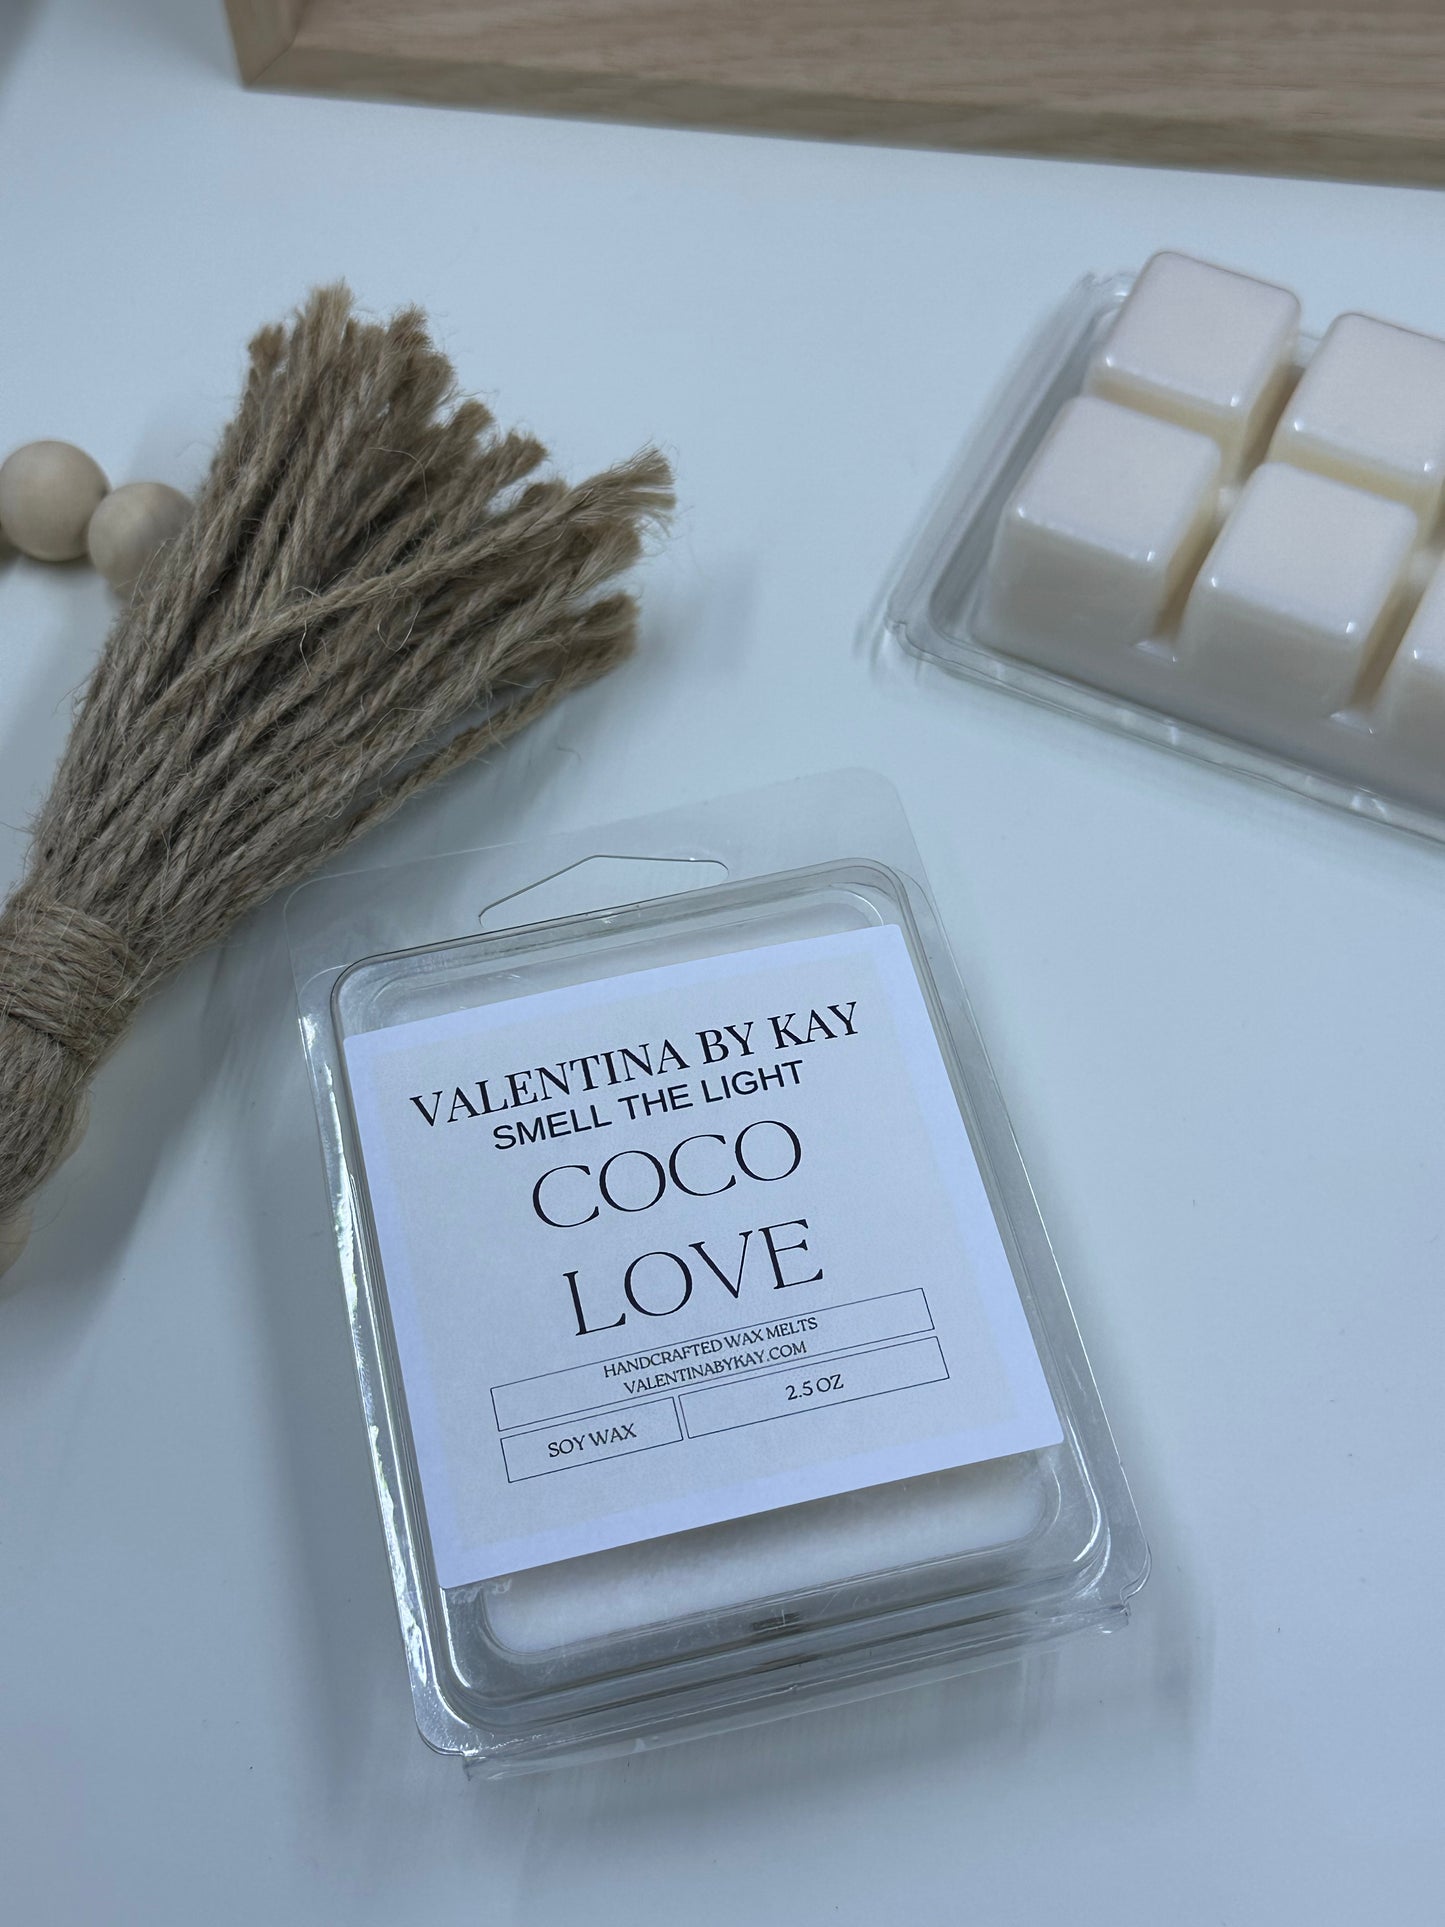 VALENTINA BY KAY
SMELL THE LIGHT
COCO
LOVE
HANDCRAFTED WAX MELTS
VALENTINABYKAY.COM
SOY WAX
2.5 OZ